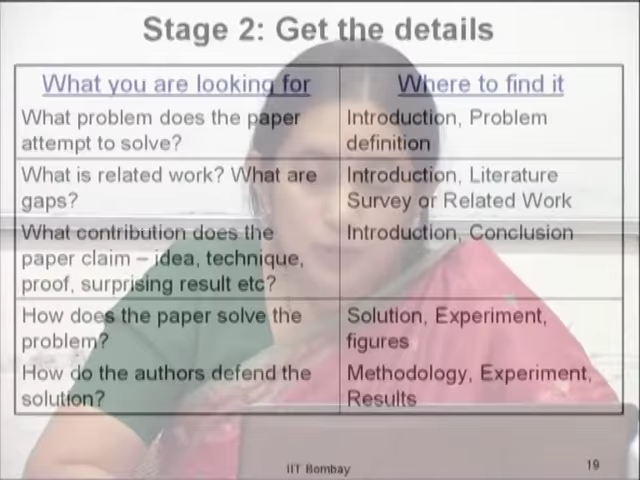 Stage 2: Get the details
What you are looking for
Where to find it
What problem does the paper
attempt to solve?
Introduction, Problem
definition
What is related work? What are
gaps?
Introduction, Literature
Survey or Related Work
What contribution does the
paper claim – idea, technique,
proof, surprising result etc?
Introduction, Conclusion
How does the paper solve the
problem?
Solution, Experiment,
figures
How do the authors defend the
solution?
Methodology, Experiment,
Results
IIT Bombay
19